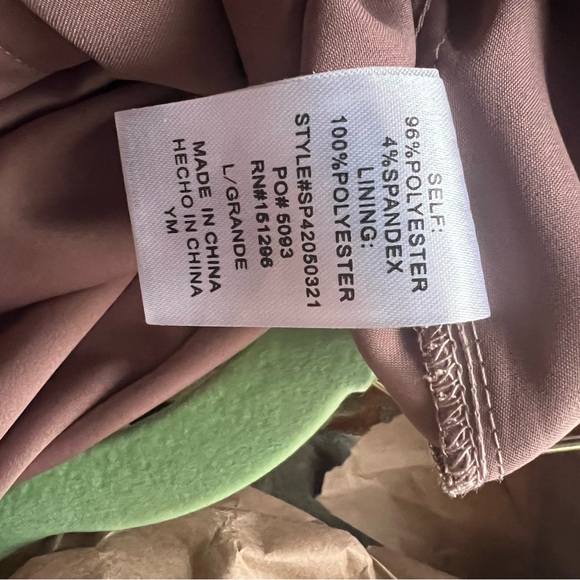 SELF:
96%POLYESTER
4%SPANDEX
LINING:
100%POLYESTER
STYLE#SP42050321
PO# 5093
RN#151296
L/GRANDE
MADE IN CHINA
HECHO IN CHINA
YM